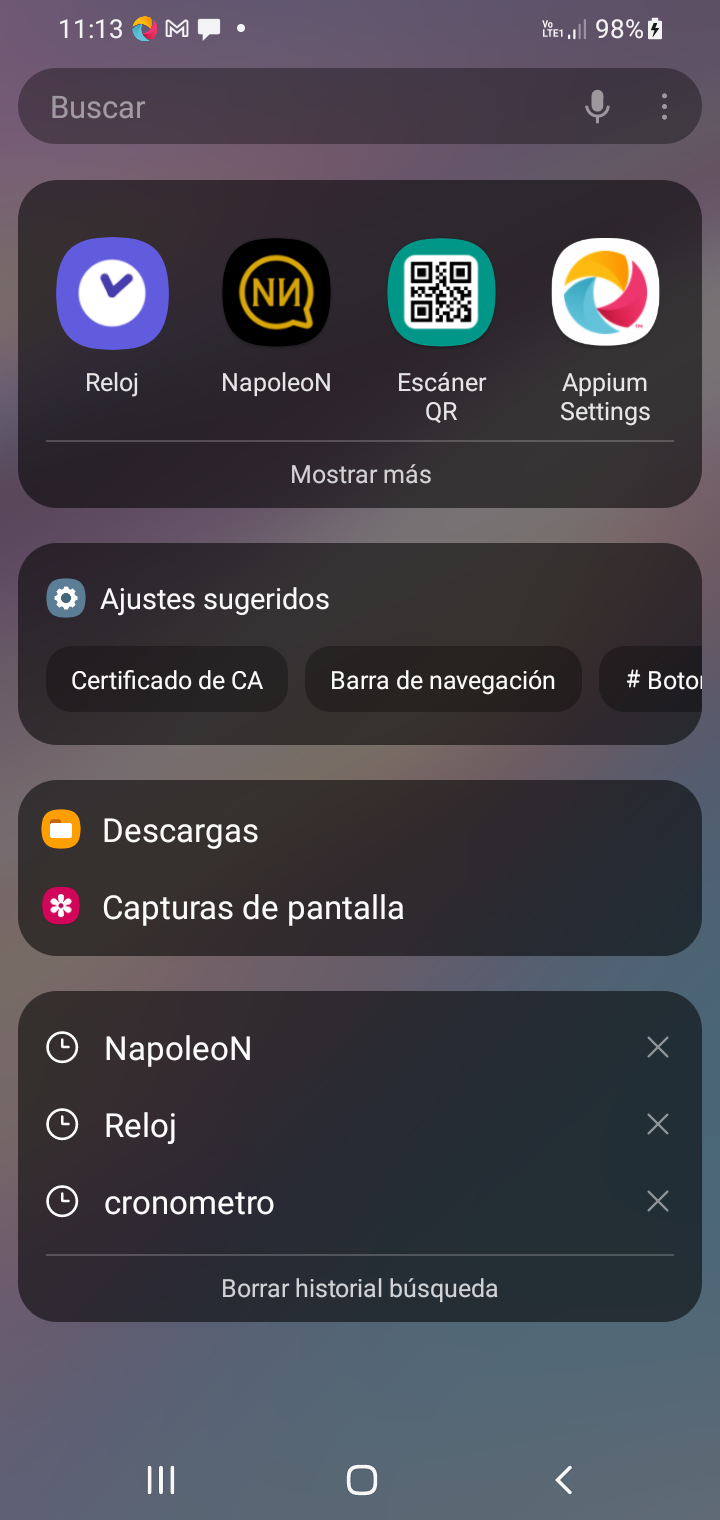 11:13
Vo LTE1 98%
Buscar
NИ
Reloj
NapoleoN
Escáner
QR
Appium
Settings
Mostrar más
Ajustes sugeridos
Certificado de CA
Barra de navegación
# Boto
Descargas
Capturas de pantalla
NapoleoN
Reloj
cronometro
Borrar historial búsqueda